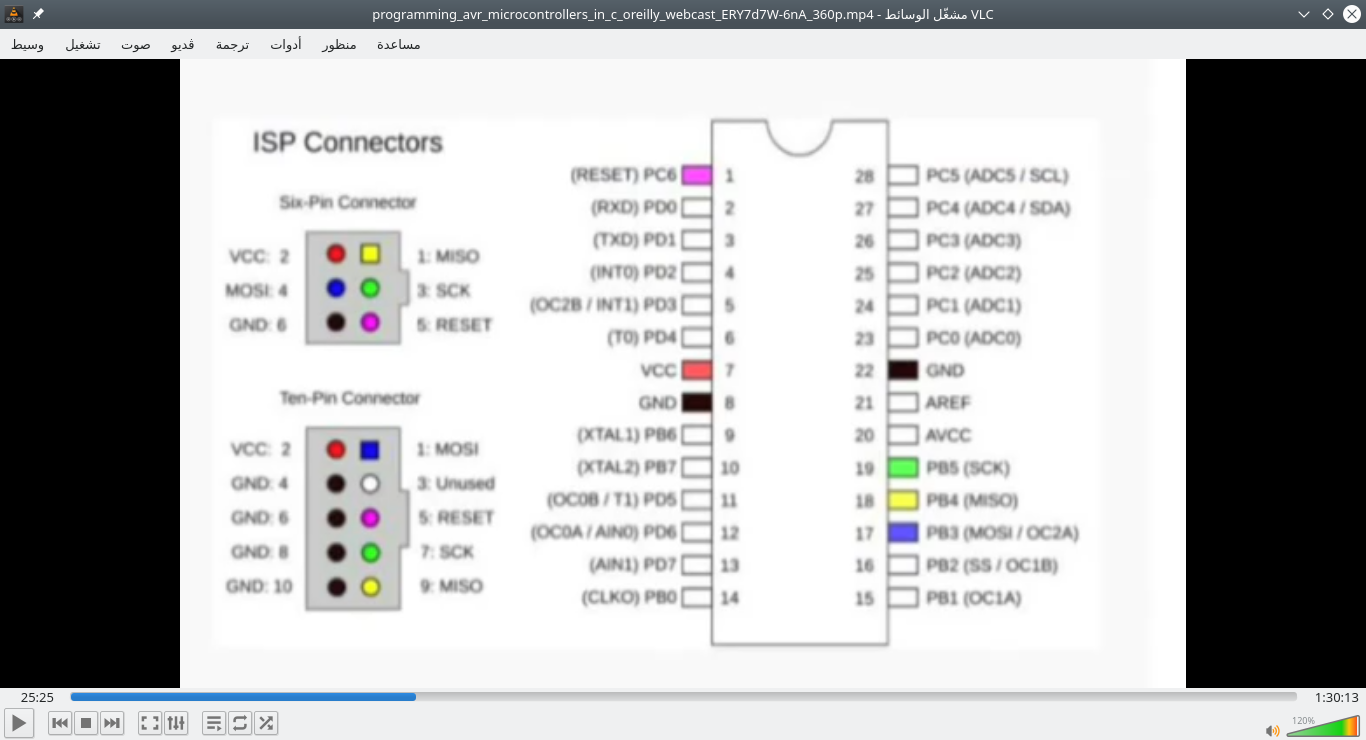 programming_avr_microcontrollers_in_c_oreilly_webcast_ERY7d7W-6nA_360p.mp4 - مشغّل الوسائط VLC
وسيط تشغيل صوت ڤديو ترجمة أدوات منظور مساعدة
ISP Connectors
Six-Pin Connector
VCC: 2 1: MISO
MOSI: 4 3: SCK
GND: 6 5: RESET
Ten-Pin Connector
VCC: 2 1: MOSI
GND: 4 3: Unused
GND: 6 5: RESET
GND: 8 7: SCK
GND: 10 9: MISO
(RESET) PC6 1 28 PC5 (ADC5 / SCL)
(RXD) PD0 2 27 PC4 (ADC4 / SDA)
(TXD) PD1 3 26 PC3 (ADC3)
(INT0) PD2 4 25 PC2 (ADC2)
(OC2B / INT1) PD3 5 24 PC1 (ADC1)
(T0) PD4 6 23 PC0 (ADC0)
VCC 7 22 GND
GND 8 21 AREF
(XTAL1) PB6 9 20 AVCC
(XTAL2) PB7 10 19 PB5 (SCK)
(OC0B / T1) PD5 11 18 PB4 (MISO)
(OC0A / AIN0) PD6 12 17 PB3 (MOSI / OC2A)
(AIN1) PD7 13 16 PB2 (SS / OC1B)
(CLKO) PB0 14 15 PB1 (OC1A)
25:25 1:30:13
120%